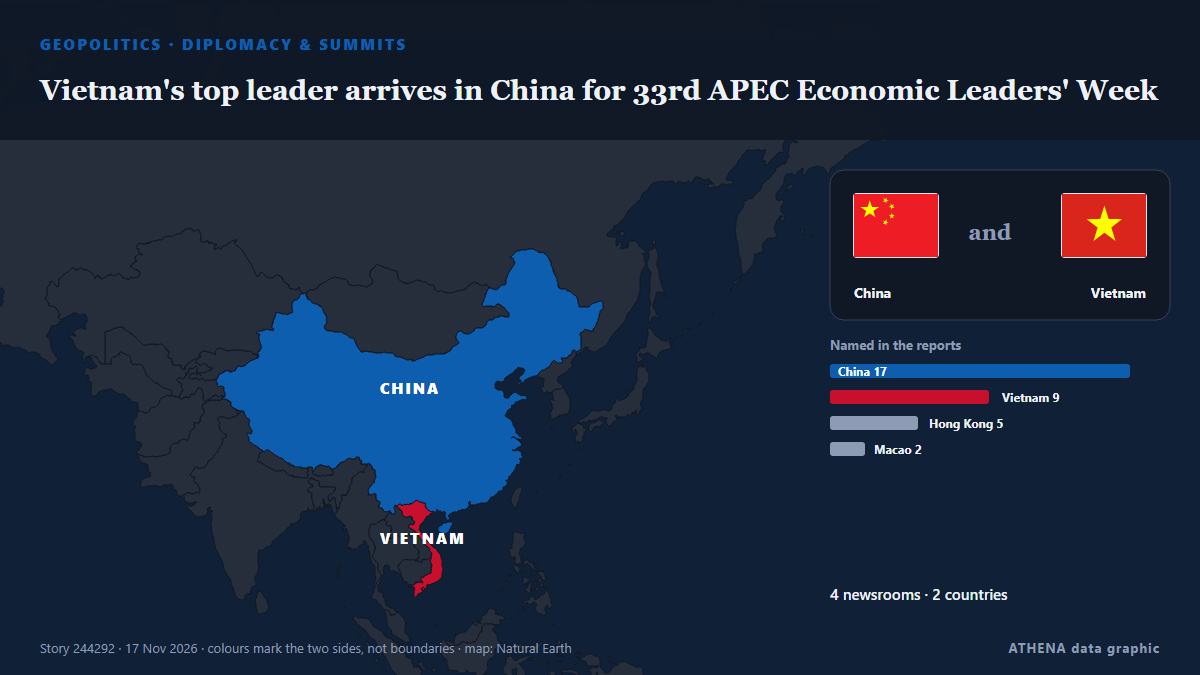 GEOPOLITICS · DIPLOMACY & SUMMITS
Vietnam's top leader arrives in China for 33rd APEC Economic Leaders' Week
and
China
Vietnam
Named in the reports
China 17
Vietnam 9
Hong Kong 5
Macao 2
CHINA
VIETNAM
4 newsrooms · 2 countries
Story 244292 · 17 Nov 2026 · colours mark the two sides, not boundaries · map: Natural Earth
ATHENA data graphic